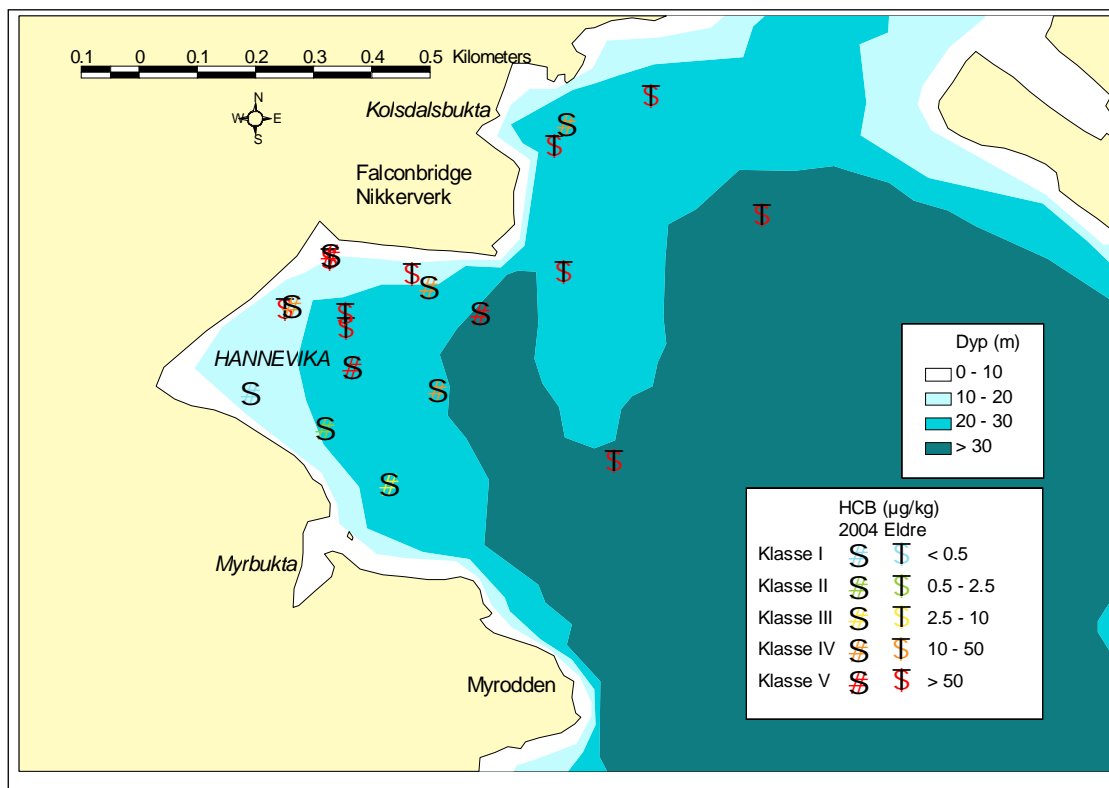 0.1 0 0.1 0.2 0.3 0.4 0.5 Kilometers
N
W E
S
Kolsdalsbukta
Falconbridge
Nikkerverk
HANNEVIKA
Myrbukta
Myrodden
Dyp (m)
0 - 10
10 - 20
20 - 30
> 30
HCB (µg/kg)
2004 Eldre
Klasse I < 0.5
Klasse II 0.5 - 2.5
Klasse III 2.5 - 10
Klasse IV 10 - 50
Klasse V > 50